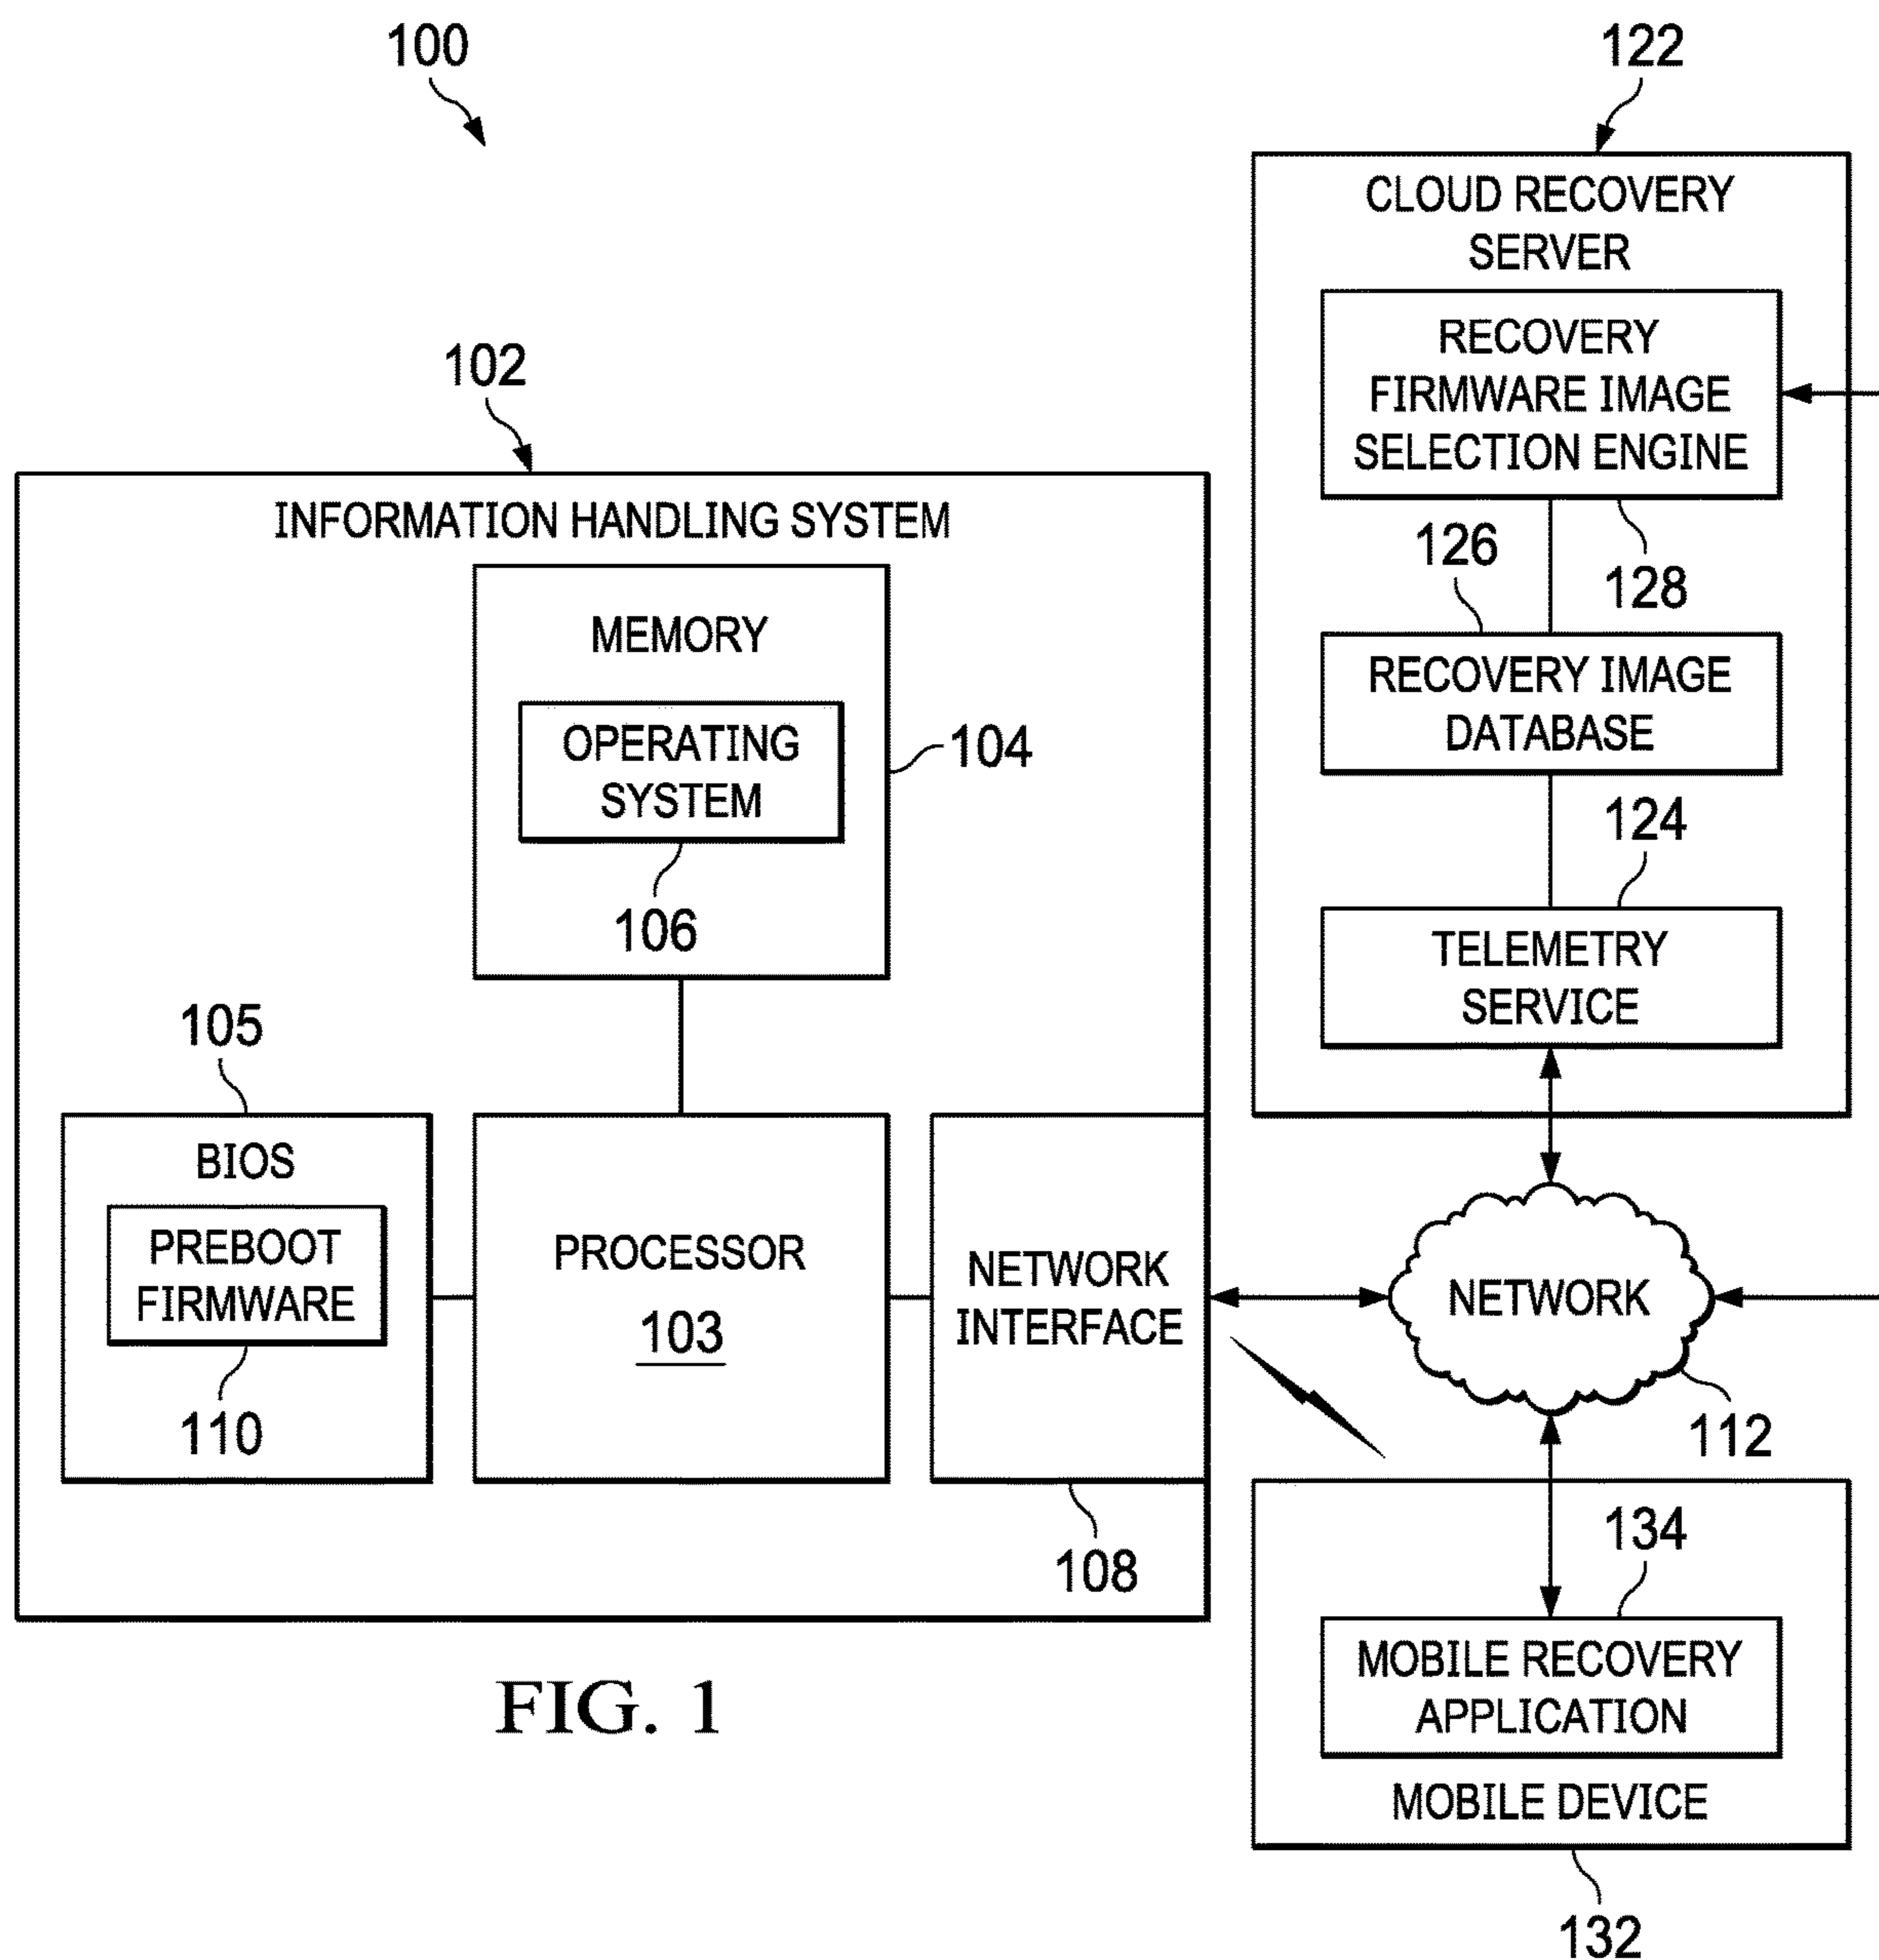 100
122
CLOUD RECOVERY
SERVER
RECOVERY
FIRMWARE IMAGE
SELECTION ENGINE
128
126
RECOVERY IMAGE
DATABASE
124
TELEMETRY
SERVICE
102
INFORMATION HANDLING SYSTEM
MEMORY
OPERATING
SYSTEM
104
106
105
BIOS
PREBOOT
FIRMWARE
110
PROCESSOR
103
NETWORK
INTERFACE
108
NETWORK
112
134
MOBILE RECOVERY
APPLICATION
MOBILE DEVICE
132
FIG. 1